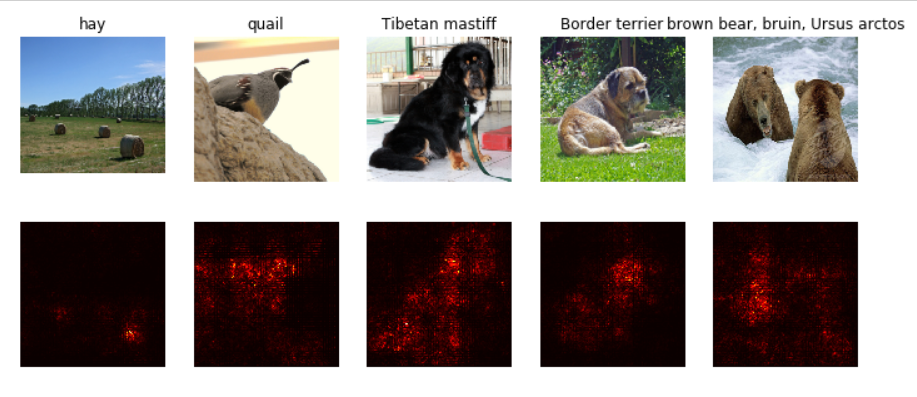 hay
quail
Tibetan mastiff
Border terrier
brown bear, bruin, Ursus arctos